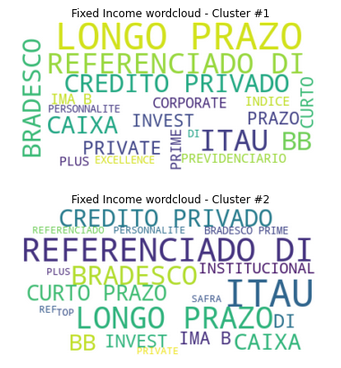 Fixed Income wordcloud - Cluster #1
LONGO PRAZO
REFERENCIADO DI
CREDITO PRIVADO
BRADESCO
IMA B
CORPORATE
INDICE
CURTO
PERSONNALITE
CAIXA
INVEST
PRAZO
DI
ITAU
BB
PRIVATE
PRIME
PLUS
EXCELLENCE
PREVIDENCIARIO
Fixed Income wordcloud - Cluster #2
CREDITO PRIVADO
REFERENCIADO
PERSONNALITE
BRADESCO PRIME
REFERENCIADO DI
PLUS
BRADESCO
INSTITUCIONAL
CURTO PRAZO
SAFRA
ITAU
REF
TOP
LONGO PRAZO
DI
BB
INVEST
IMA B
CAIXA
PRIVATE